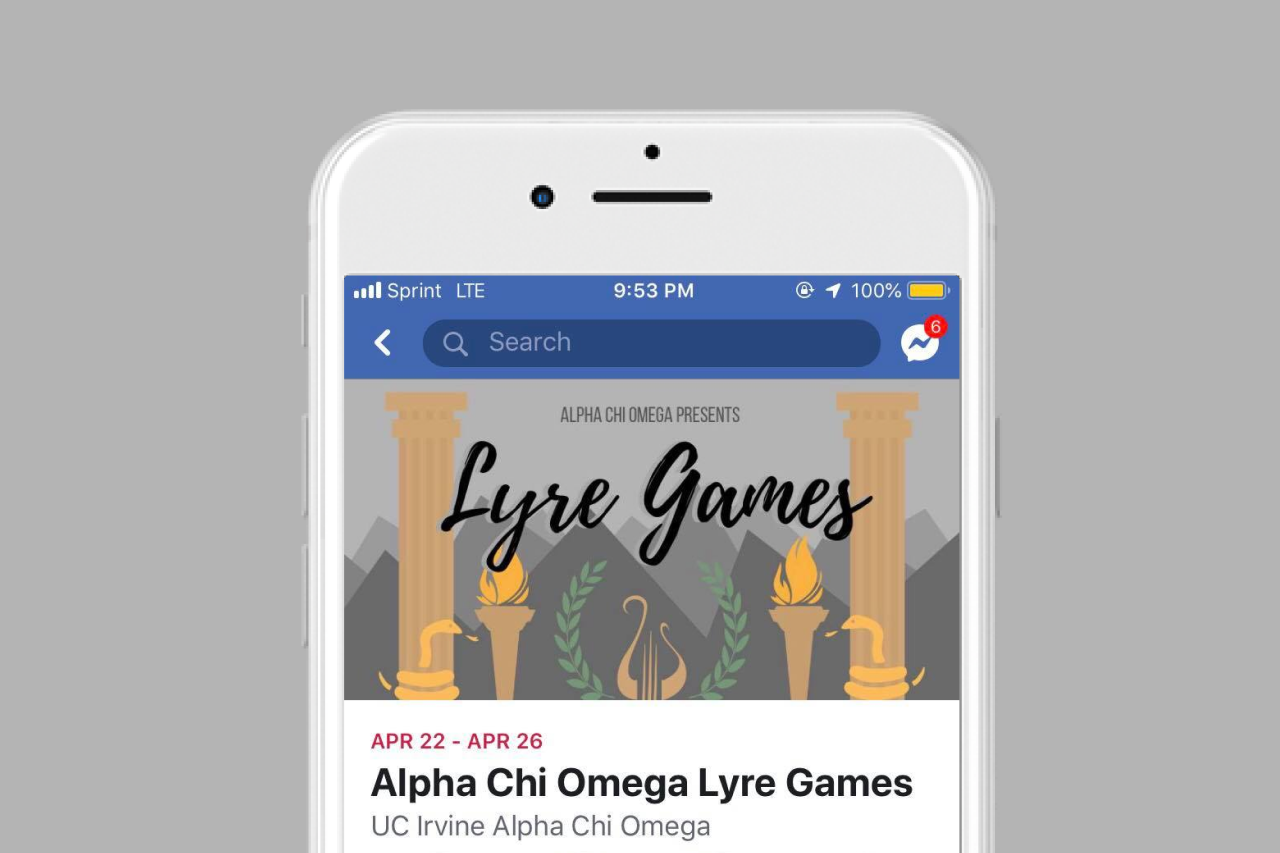 Sprint LTE 9:53 PM 100%
Search 6
ALPHA CHI OMEGA PRESENTS
Lyre Games
APR 22 - APR 26
Alpha Chi Omega Lyre Games
UC Irvine Alpha Chi Omega